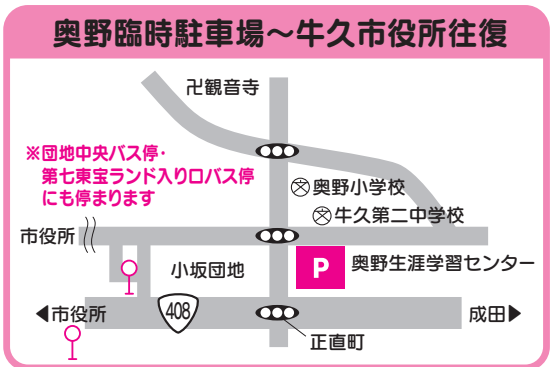 奥野臨時駐車場～牛久市役所往復
卍観音寺
※団地中央バス停・
第七東宝ランド入り口バス停
にも停まります
文奥野小学校
文牛久第二中学校
市役所
P
奥野生涯学習センター
小坂団地
◀市役所
408
成田▶
正直町